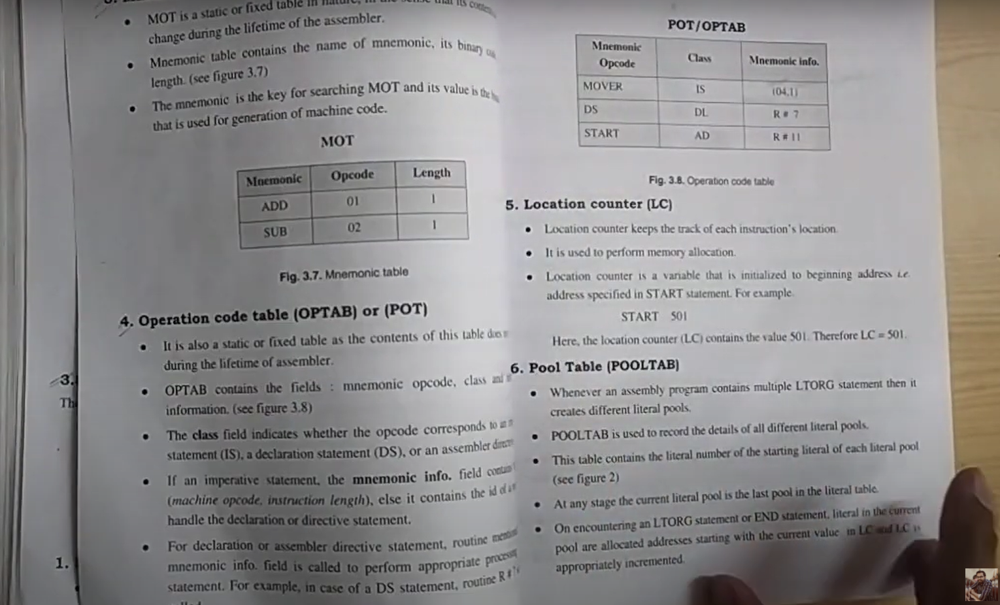 MOT is a static or fixed table in nature, in the sense that its
change during the lifetime of the assembler.
Mnemonic table contains the name of mnemonic, its binary
length. (see figure 3.7)
The mnemonic is the key for searching MOT and its value is the
that is used for generation of machine code.
MOT
Mnemonic Opcode Length
ADD 01 1
SUB 02 1
Fig. 3.7. Mnemonic table
4. Operation code table (OPTAB) or (POT)
It is also a static or fixed table as the contents of this table does
during the lifetime of assembler.
3.
Th
OPTAB contains the fields : mnemonic opcode, class and
information. (see figure 3.8)
The class field indicates whether the opcode corresponds to an
statement (IS), a declaration statement (DS), or an assembler
If an imperative statement, the mnemonic info. field
(machine opcode, instruction length), else it contains the id of
handle the declaration or directive statement.
1.
For declaration or assembler directive statement, routine
mnemonic info. field is called to perform appropriate
statement. For example, in case of a DS statement, routine R # 7
POT/OPTAB
Mnemonic Opcode Class Mnemonic info.
MOVER IS (04,1)
DS DL R # 7
START AD R # 11
Fig. 3.8. Operation code table
5. Location counter (LC)
Location counter keeps the track of each instruction's location.
It is used to perform memory allocation.
Location counter is a variable that is initialized to beginning address i.e.
address specified in START statement. For example.
START 501
Here, the location counter (LC) contains the value 501. Therefore LC = 501.
6. Pool Table (POOLTAB)
Whenever an assembly program contains multiple LTORG statement then it
creates different literal pools.
POOLTAB is used to record the details of all different literal pools.
This table contains the literal number of the starting literal of each literal pool
(see figure 2)
At any stage the current literal pool is the last pool in the literal table.
On encountering an LTORG statement or END statement, literal in the current
pool are allocated addresses starting with the current value in LC and LC is
appropriately incremented.